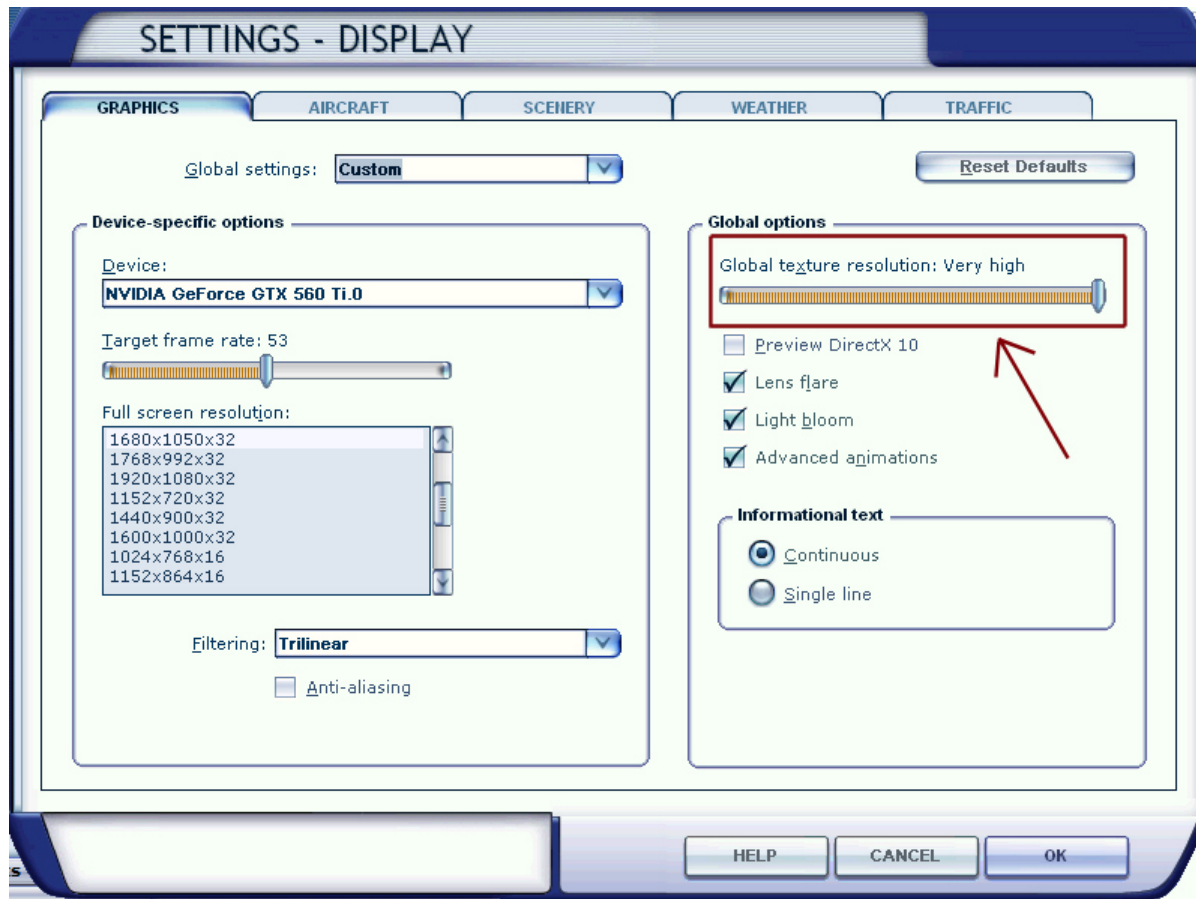 SETTINGS - DISPLAY
GRAPHICS
AIRCRAFT
SCENERY
WEATHER
TRAFFIC
Global settings: Custom
Reset Defaults
Device-specific options
Device:
NVIDIA GeForce GTX 560 Ti.0
Target frame rate: 53
Full screen resolution:
1680x1050x32
1768x992x32
1920x1080x32
1152x720x32
1440x900x32
1600x1000x32
1024x768x16
1152x864x16
Filtering: Trilinear
Anti-aliasing
Global options
Global texture resolution: Very high
Preview DirectX 10
Lens flare
Light bloom
Advanced animations
Informational text
Continuous
Single line
HELP
CANCEL
OK
s